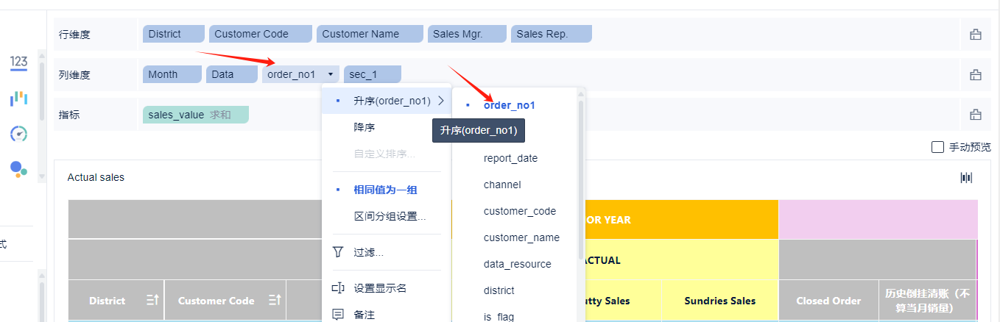 行维度
District
Customer Code
Customer Name
Sales Mgr.
Sales Rep.
123
列维度
Month
Data
order_no1
sec_1
指标
sales_value 求和
升序(order_no1)
降序
自定义排序...
相同值为一组
区间分组设置...
过滤...
设置显示名
备注
order_no1
升序(order_no1)
report_date
channel
customer_code
customer_name
data_resource
district
is_flag
手动预览
Actual sales
OR YEAR
ACTUAL
式
District
Customer Code
utty Sales
Sundries Sales
Closed Order
历史倒挂清账（不
算当月销量）